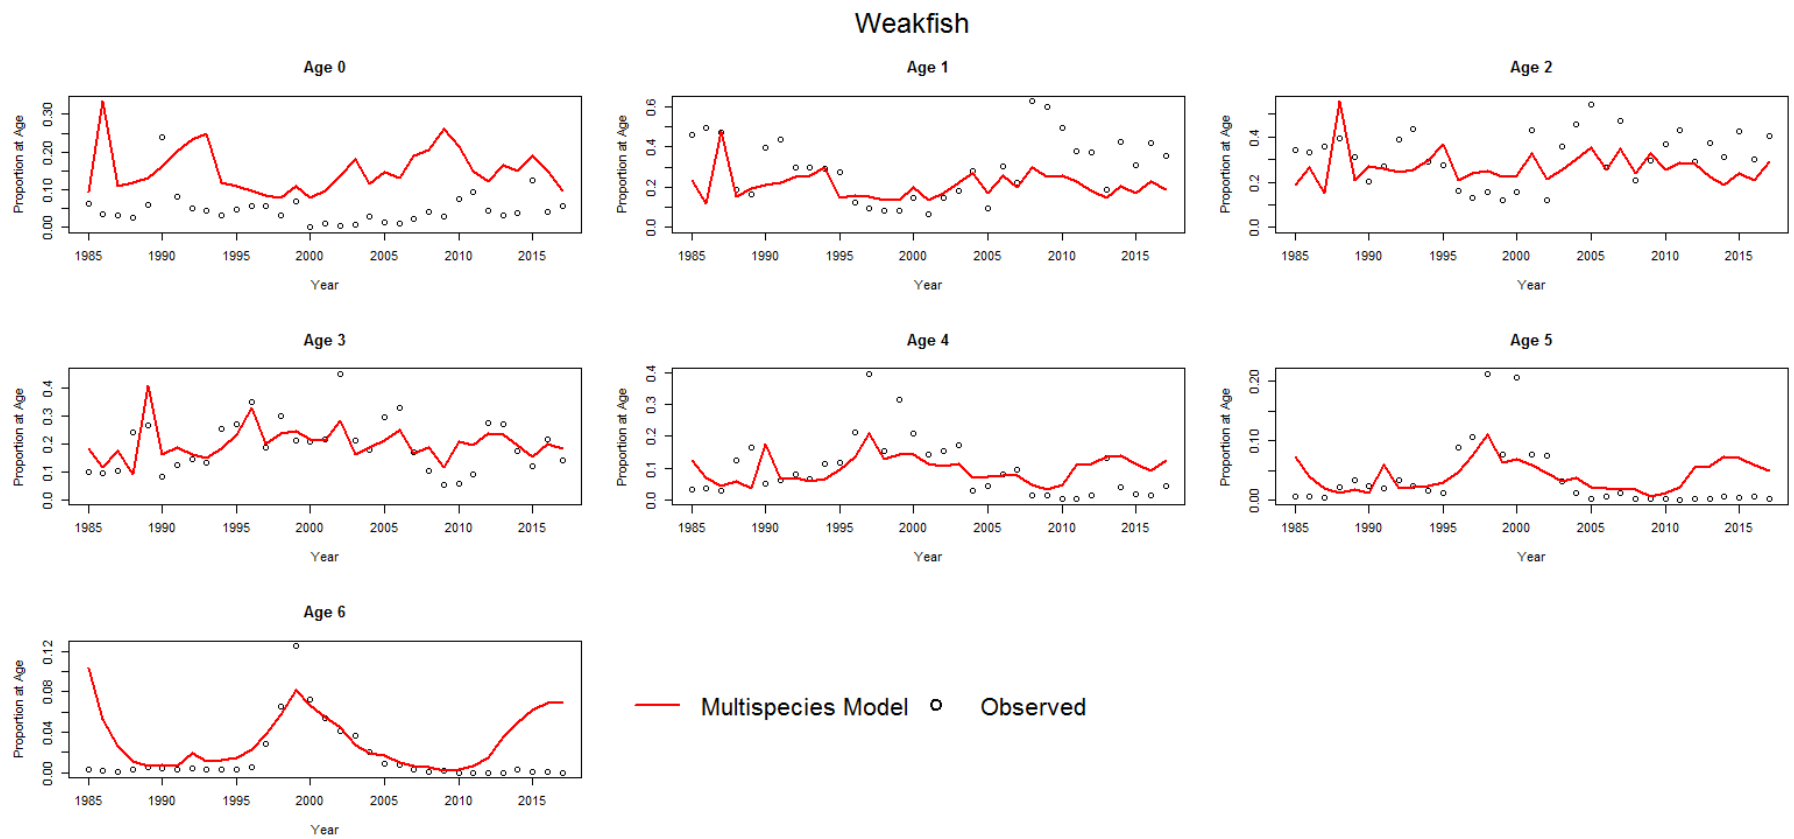 Weakfish
Age 0
Proportion at Age
0.00 0.10 0.20 0.30
1985 1990 1995 2000 2005 2010 2015
Year
Age 1
Proportion at Age
0.0 0.2 0.4 0.6
1985 1990 1995 2000 2005 2010 2015
Year
Age 2
Proportion at Age
0.0 0.2 0.4
1985 1990 1995 2000 2005 2010 2015
Year
Age 3
Proportion at Age
0.0 0.1 0.2 0.3 0.4
1985 1990 1995 2000 2005 2010 2015
Year
Age 4
Proportion at Age
0.0 0.1 0.2 0.3 0.4
1985 1990 1995 2000 2005 2010 2015
Year
Age 5
Proportion at Age
0.00 0.10 0.20
1985 1990 1995 2000 2005 2010 2015
Year
Age 6
Proportion at Age
0.00 0.04 0.08 0.12
1985 1990 1995 2000 2005 2010 2015
Year
Multispecies Model Observed